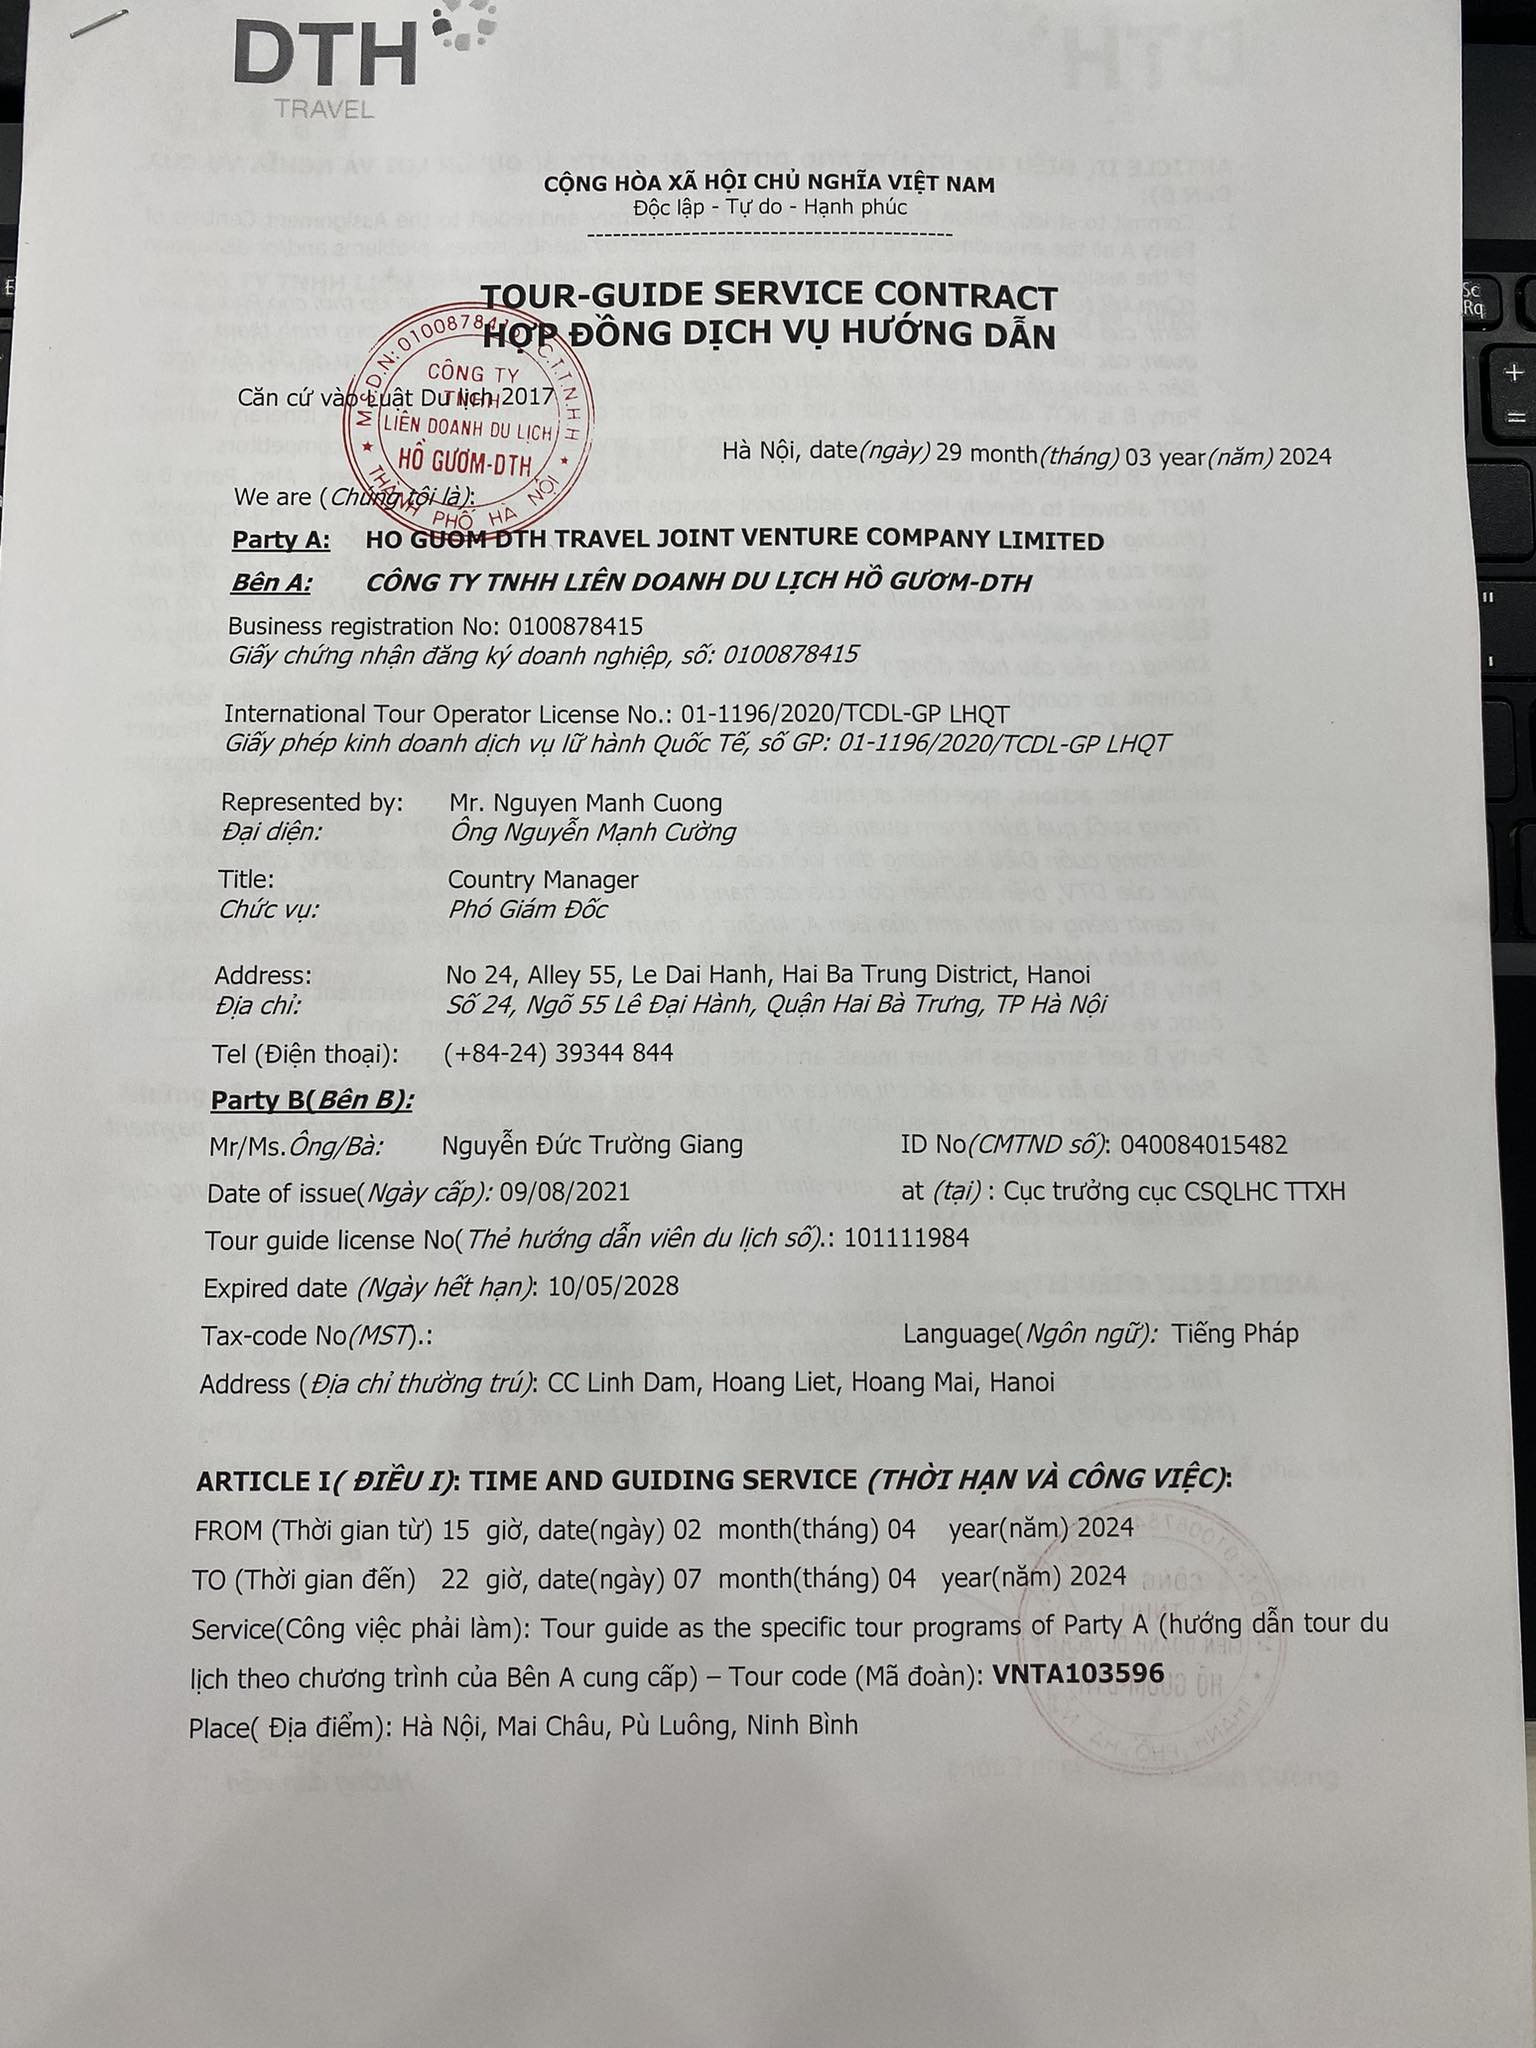 DTH
TRAVEL
CỘNG HÒA XÃ HỘI CHỦ NGHĨA VIỆT NAM
Độc lập - Tự do - Hạnh phúc
TOUR-GUIDE SERVICE CONTRACT
HỢP ĐỒNG DỊCH VỤ HƯỚNG DẪN
M.S.D.N: 0100878415 C.T.T.N.H.H
CÔNG TY
TNHH
LIÊN DOANH DU LỊCH
HỒ GƯƠM-DTH
THÀNH PHỐ HÀ NỘI
Căn cứ vào Luật Du lịch 2017
Hà Nội, date(ngày) 29 month(tháng) 03 year(năm) 2024
We are (Chúng tôi là):
Party A: HO GUOM DTH TRAVEL JOINT VENTURE COMPANY LIMITED
Bên A: CÔNG TY TNHH LIÊN DOANH DU LỊCH HỒ GƯƠM-DTH
Business registration No: 0100878415
Giấy chứng nhận đăng ký doanh nghiệp, số: 0100878415
International Tour Operator License No.: 01-1196/2020/TCDL-GP LHQT
Giấy phép kinh doanh dịch vụ lữ hành Quốc Tế, số GP: 01-1196/2020/TCDL-GP LHQT
Represented by: Mr. Nguyen Manh Cuong
Đại diện: Ông Nguyễn Mạnh Cường
Title: Country Manager
Chức vụ: Phó Giám Đốc
Address: No 24, Alley 55, Le Dai Hanh, Hai Ba Trung District, Hanoi
Địa chỉ: Số 24, Ngõ 55 Lê Đại Hành, Quận Hai Bà Trưng, TP Hà Nội
Tel (Điện thoại): (+84-24) 39344 844
Party B(Bên B):
Mr/Ms.Ông/Bà: Nguyễn Đức Trường Giang ID No(CMTND số): 040084015482
Date of issue(Ngày cấp): 09/08/2021 at (tại) : Cục trưởng cục CSQLHC TTXH
Tour guide license No(Thẻ hướng dẫn viên du lịch số).: 101111984
Expired date (Ngày hết hạn): 10/05/2028
Tax-code No(MST).: Language(Ngôn ngữ): Tiếng Pháp
Address (Địa chỉ thường trú): CC Linh Dam, Hoang Liet, Hoang Mai, Hanoi
ARTICLE I( ĐIỀU I): TIME AND GUIDING SERVICE (THỜI HẠN VÀ CÔNG VIỆC):
FROM (Thời gian từ) 15 giờ, date(ngày) 02 month(tháng) 04 year(năm) 2024
TO (Thời gian đến) 22 giờ, date(ngày) 07 month(tháng) 04 year(năm) 2024
Service(Công việc phải làm): Tour guide as the specific tour programs of Party A (hướng dẫn tour du
lịch theo chương trình của Bên A cung cấp) – Tour code (Mã đoàn): VNTA103596
Place( Địa điểm): Hà Nội, Mai Châu, Pù Luông, Ninh Bình